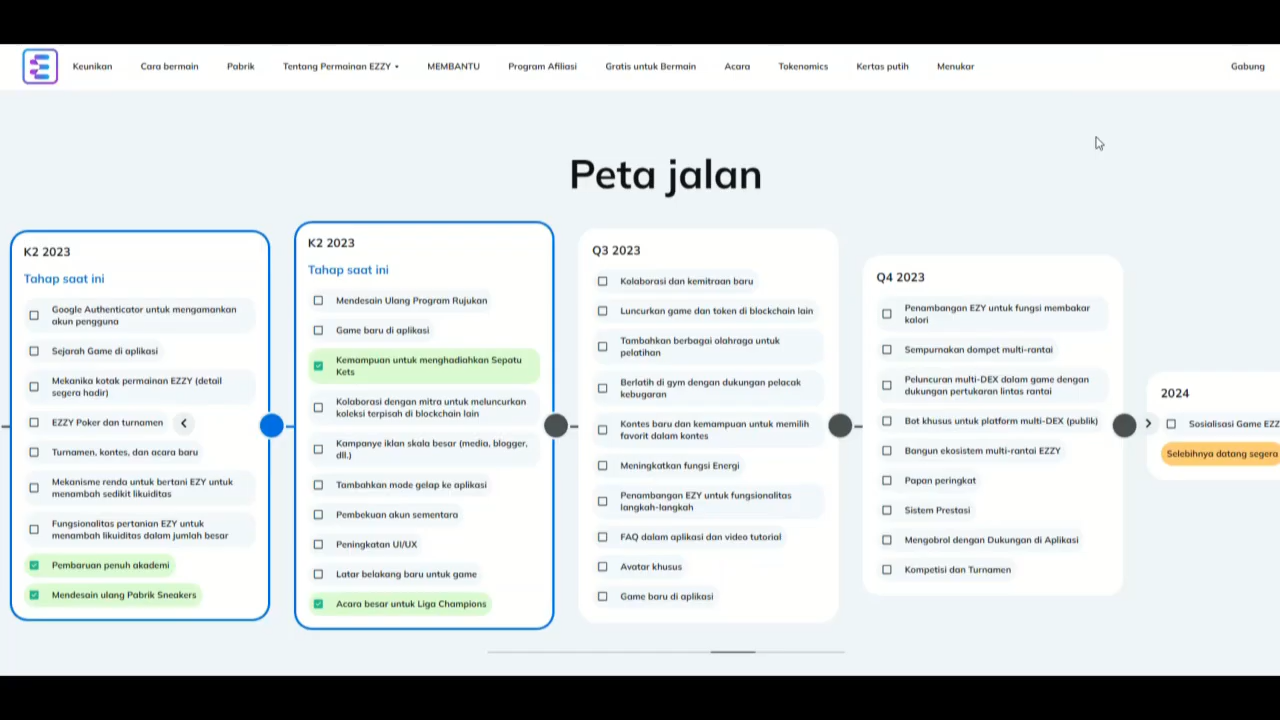 Keunikan
Cara bermain
Pabrik
Tentang Permainan EZZY
MEMBANTU
Program Afiliasi
Gratis untuk Bermain
Acara
Tokenomics
Kertas putih
Menukar
Gabung
Peta jalan
K2 2023
Tahap saat ini
Google Authenticator untuk mengamankan
akun pengguna
Sejarah Game di aplikasi
Mekanika kotak permainan EZZY (detail
segera hadir)
EZZY Poker dan turnamen
Turnamen, kontes, dan acara baru
Mekanisme renda untuk bertani EZY untuk
menambah sedikit likuiditas
Fungsionalitas pertanian EZY untuk
menambah likuiditas dalam jumlah besar
Pembaruan penuh akademi
Mendesain ulang Pabrik Sneakers
K2 2023
Tahap saat ini
Mendesain Ulang Program Rujukan
Game baru di aplikasi
Kemampuan untuk menghadiahkan Sepatu
Kets
Kolaborasi dengan mitra untuk meluncurkan
koleksi terpisah di blockchain lain
Kampanye iklan skala besar (media, blogger,
dll.)
Tambahkan mode gelap ke aplikasi
Pembekuan akun sementara
Peningkatan UI/UX
Latar belakang baru untuk game
Acara besar untuk Liga Champions
Q3 2023
Kolaborasi dan kemitraan baru
Luncurkan game dan token di blockchain lain
Tambahkan berbagai olahraga untuk
pelatihan
Berlatih di gym dengan dukungan pelacak
kebugaran
Kontes baru dan kemampuan untuk memilih
favorit dalam kontes
Meningkatkan fungsi Energi
Penambangan EZY untuk fungsionalitas
langkah-langkah
FAQ dalam aplikasi dan video tutorial
Avatar khusus
Game baru di aplikasi
Q4 2023
Penambangan EZY untuk fungsi membakar
kalori
Sempurnakan dompet multi-rantai
Peluncuran multi-DEX dalam game dengan
dukungan pertukaran lintas rantai
Bot khusus untuk platform multi-DEX (publik)
Bangun ekosistem multi-rantai EZZY
Papan peringkat
Sistem Prestasi
Mengobrol dengan Dukungan di Aplikasi
Kompetisi dan Turnamen
2024
Sosialisasi Game EZZ
Selebihnya datang segera